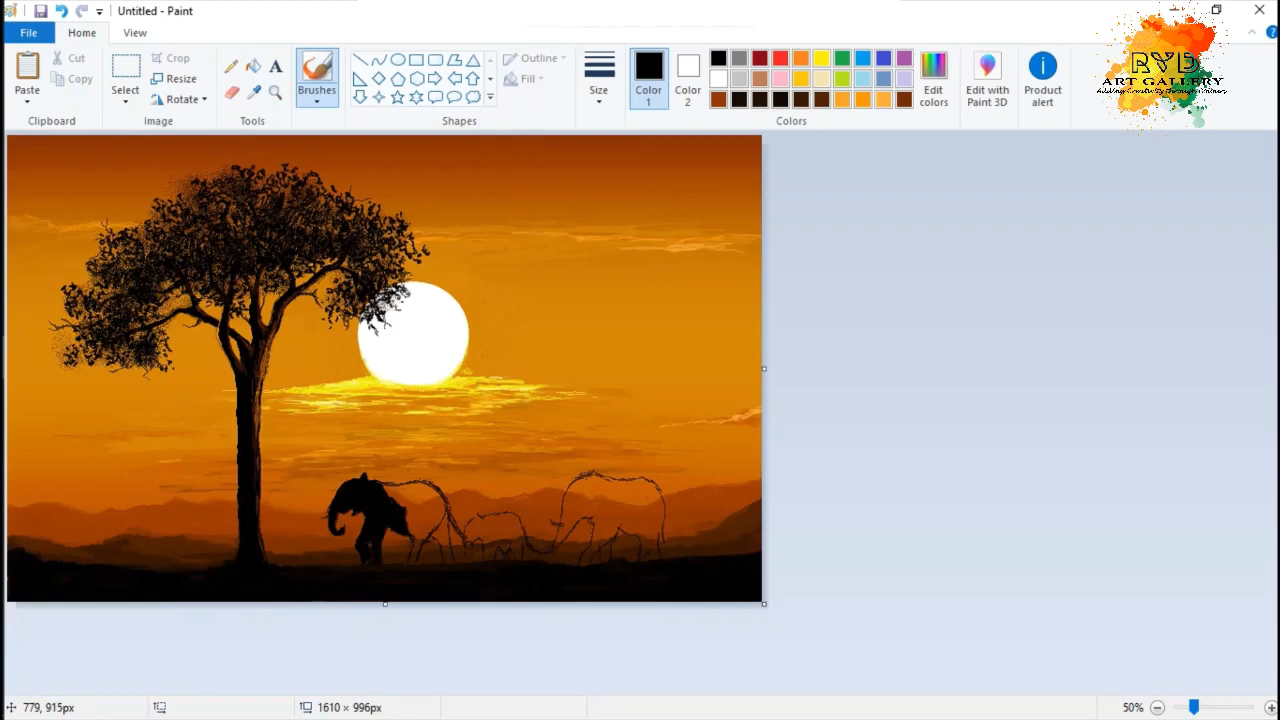 Untitled - Paint
File
Home
View
Paste
Cut
Copy
Clipboard
Select
Crop
Resize
Rotate
Image
A
Tools
Brushes
Outline
Fill
Shapes
Size
Color 1
Color 2
Colors
Edit colors
Edit with Paint 3D
Product alert
RVD
ART GALLERY
779, 915px
1610 × 996px
50%